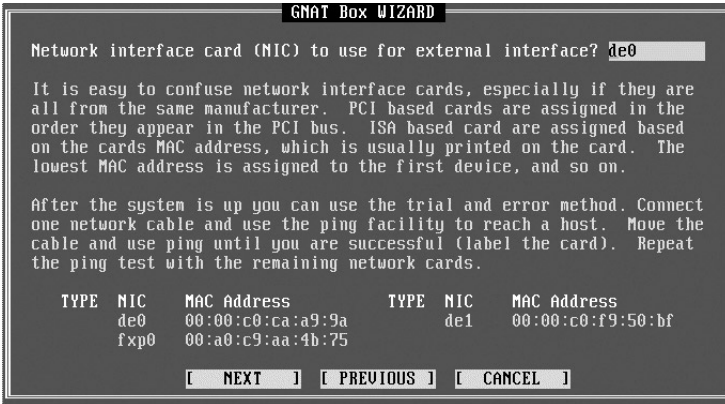 GNAT Box WIZARD
Network interface card (NIC) to use for external interface? de0
It is easy to confuse network interface cards, especially if they are
all from the same manufacturer.  PCI based cards are assigned in the
order they appear in the PCI bus.  ISA based card are assigned based
on the cards MAC address, which is usually printed on the card.  The
lowest MAC address is assigned to the first device, and so on.
After the system is up you can use the trial and error method. Connect
one network cable and use the ping facility to reach a host.  Move the
cable and use ping until you are successful (label the card).  Repeat
the ping test with the remaining network cards.
TYPE NIC MAC Address TYPE NIC MAC Address
de0 00:00:c0:ca:a9:9a de1 00:00:c0:f9:50:bf
fxp0 00:a0:c9:aa:4b:75
[ NEXT ] [ PREVIOUS ] [ CANCEL ]